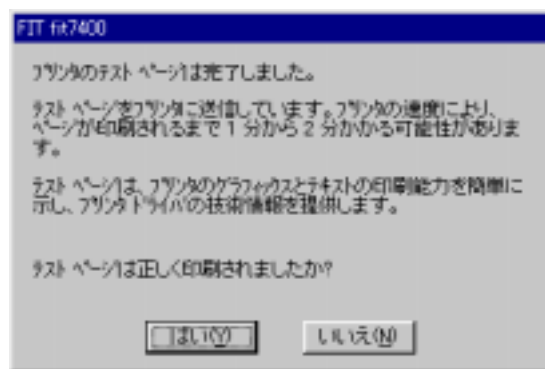 FIT fit7400
プリンタのテスト ページは完了しました。
テスト ページをプリンタに送信しています。プリンタの速度により、
ページが印刷されるまで 1 分から 2 分かかる可能性がありま
す。
テスト ページは、プリンタのグラフィックスとテキストの印刷能力を簡単に
示し、プリンタ ドライバの技術情報を提供します。
テスト ページは正しく印刷されましたか?
はい(Y)
いいえ(N)